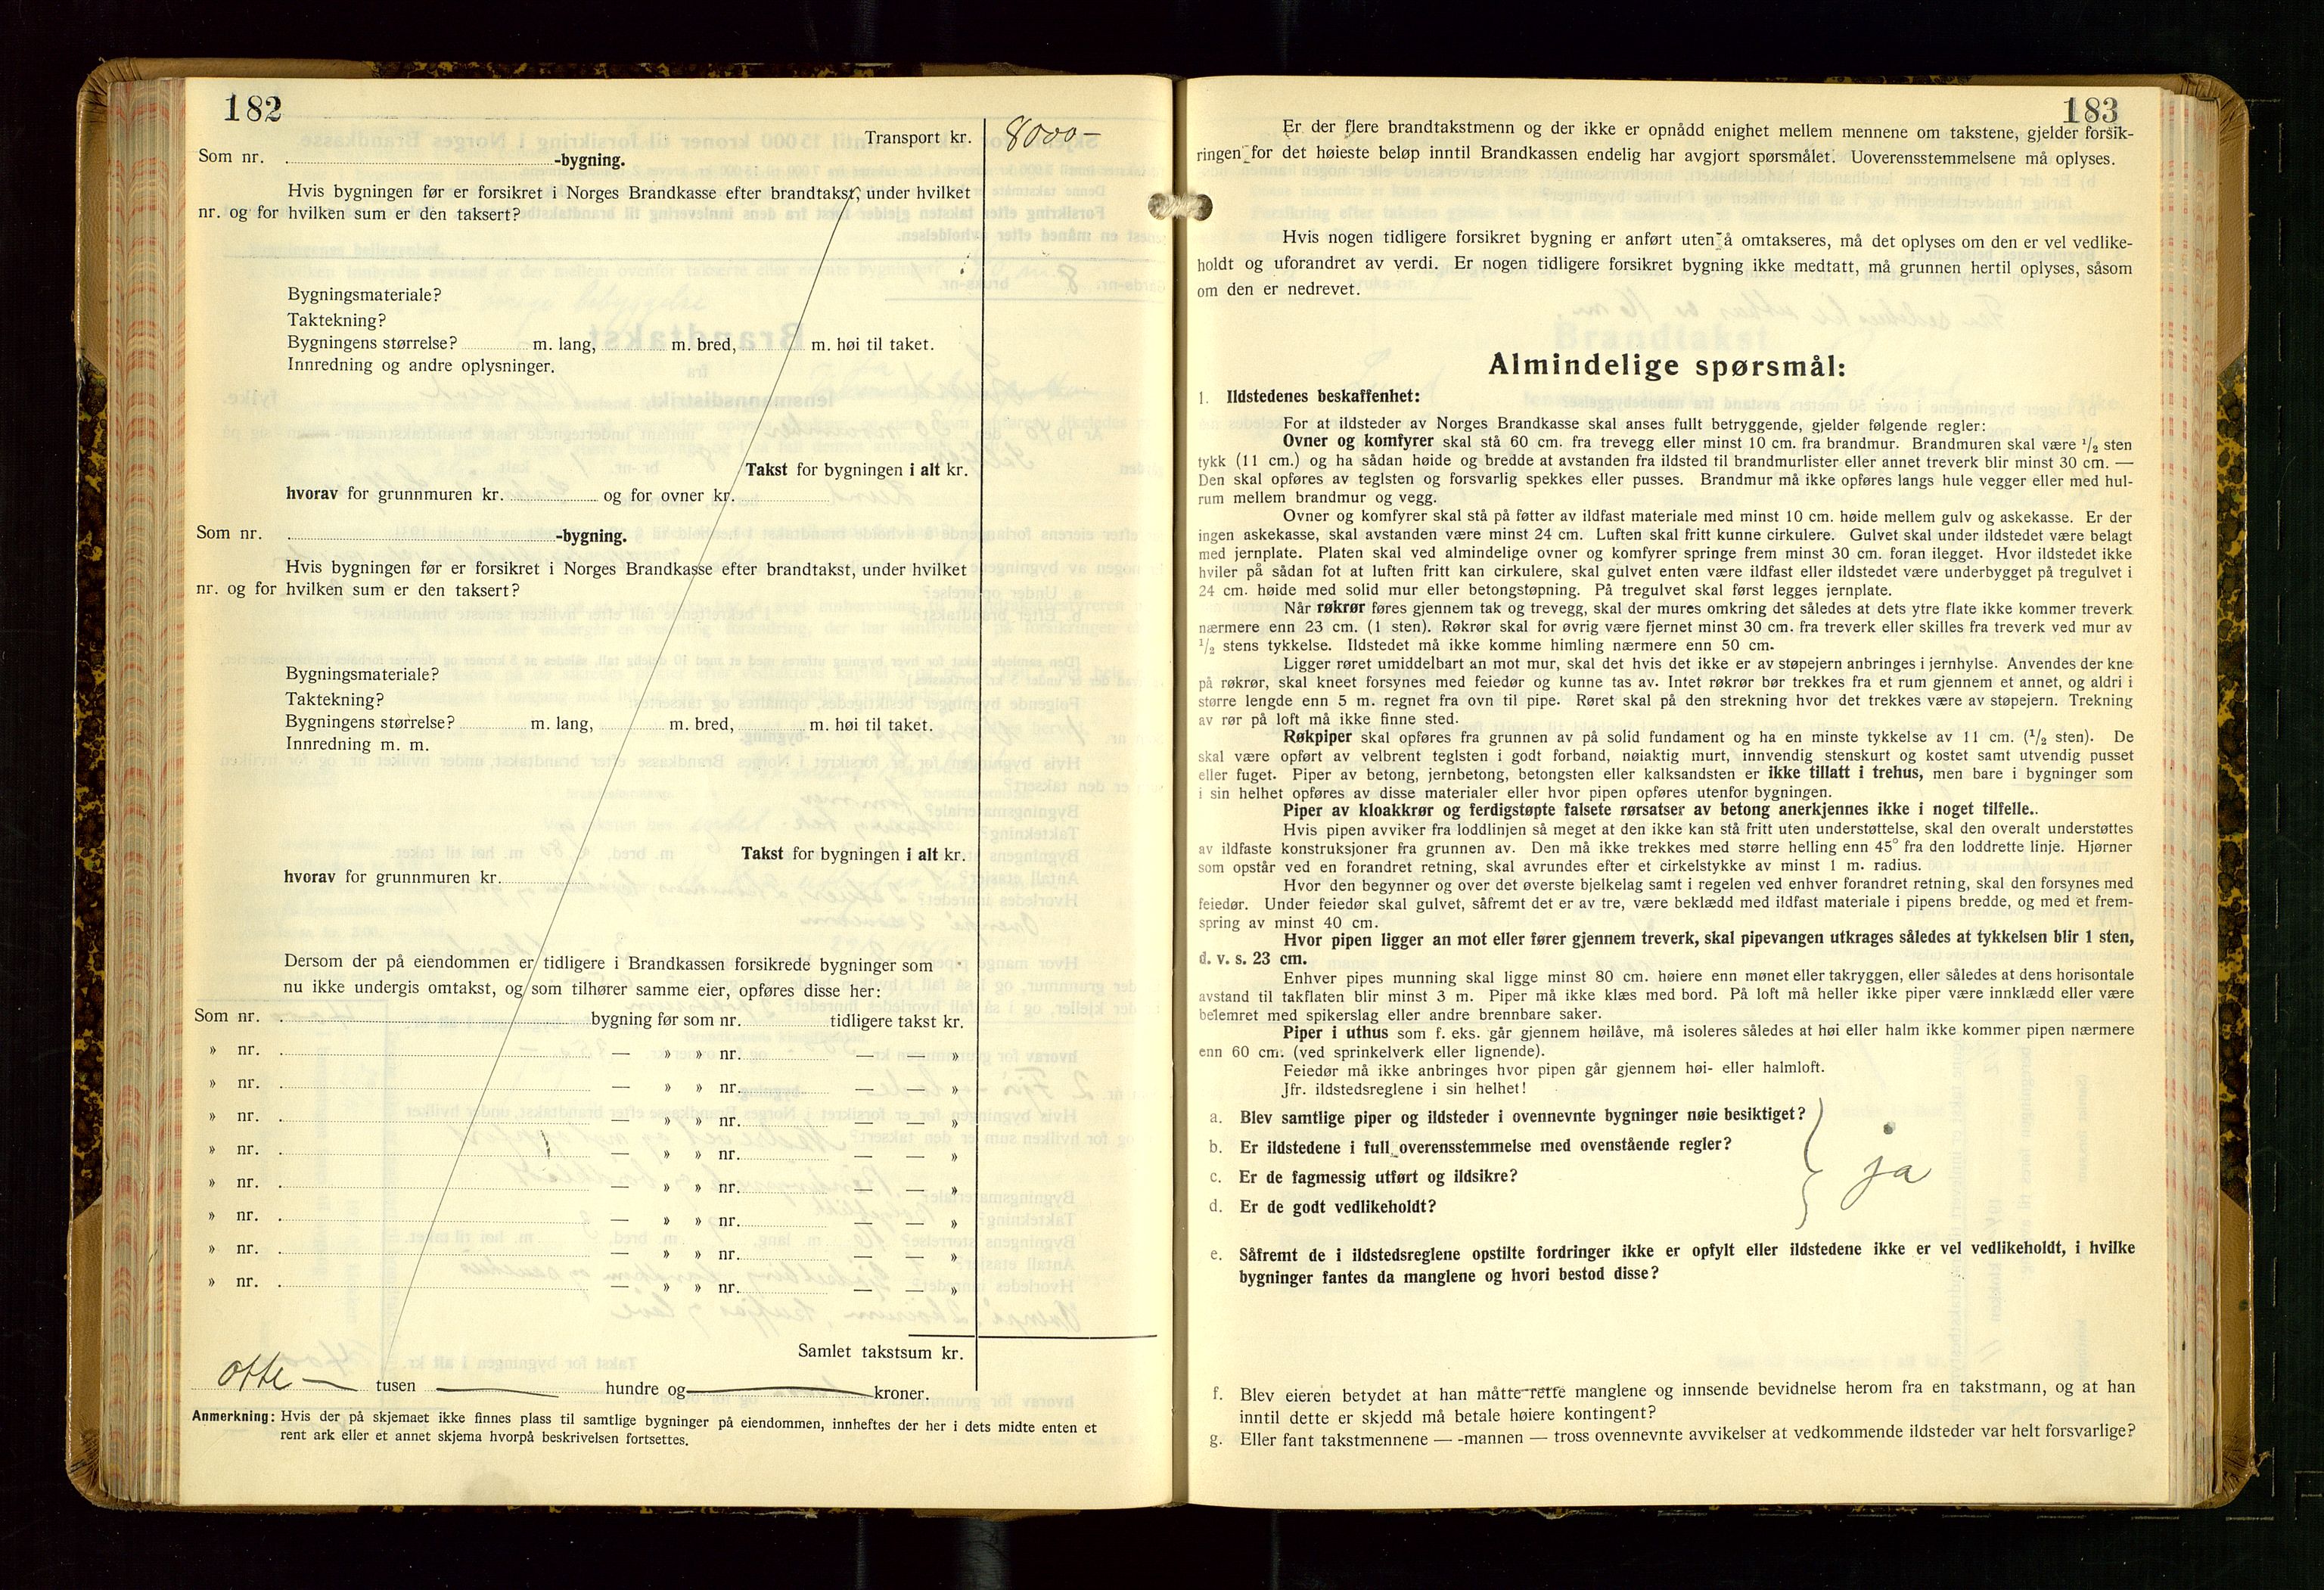 182
Transport kr. 8000-
Som nr. -bygning.
Hvis bygningen før er forsikret i Norges Brandkasse efter brandtakst, under hvilket
nr. og for hvilken sum er den taksert?
Bygningsmateriale?
Taktekning?
Bygningens størrelse? m. lang, m. bred, m. høi til taket.
Innredning og andre oplysninger.
Takst for bygningen i alt kr.
hvorav for grunnmuren kr. og for ovner kr.
Som nr. -bygning.
Hvis bygningen før er forsikret i Norges Brandkasse efter brandtakst, under hvilket
nr. og for hvilken sum er den taksert?
Bygningsmateriale?
Taktekning?
Bygningens størrelse? m. lang, m. bred, m. høi til taket.
Innredning m. m.
Takst for bygningen i alt kr.
hvorav for grunnmuren kr.
Dersom der på eiendommen er tidligere i Brandkassen forsikrede bygninger som
nu ikke undergis omtakst, og som tilhører samme eier, opføres disse her:
Som nr. bygning før som nr. tidligere takst kr.
» nr. — » » nr. — — »
» nr. — » » nr. — — »
» nr. — » » nr. — — »
» nr. — » » nr. — — »
» nr. — » » nr. — — »
» nr. — » » nr. — — »
» nr. — » » nr. — — »
» nr. — » » nr. — — »
Samlet takstsum kr.
otte — tusen — hundre og — kroner.
Anmerkning: Hvis der på skjemaet ikke finnes plass til samtlige bygninger på eiendommen, innheftes der her i dets midte enten et
rent ark eller et annet skjema hvorpå beskrivelsen fortsettes.
183
Er der flere brandtakstmenn og der ikke er opnådd enighet mellem mennene om takstene, gjelder forsik-
ringen for det høieste beløp inntil Brandkassen endelig har avgjort spørsmålet. Uoverensstemmelsene må oplyses.
Hvis nogen tidligere forsikret bygning er anført uten å omtakseres, må det oplyses om den er vel vedlike-
holdt og uforandret av verdi. Er nogen tidligere forsikret bygning ikke medtatt, må grunnen hertil oplyses, såsom
om den er nedrevet.
Almindelige spørsmål:
1. Ildstedenes beskaffenhet:
For at ildsteder av Norges Brandkasse skal anses fullt betryggende, gjelder følgende regler:
Ovner og komfyrer skal stå 60 cm. fra trevegg eller minst 10 cm. fra brandmur. Brandmuren skal være 1/2 sten
tykk (11 cm.) og ha sådan høide og bredde at avstanden fra ildsted til brandmurlister eller annet treverk blir minst 30 cm. —
Den skal opføres av teglsten og forsvarlig spekkes eller pusses. Brandmur må ikke opføres langs hule vegger eller med hul-
rum mellem brandmur og vegg.
Ovner og komfyrer skal stå på føtter av ildfast materiale med minst 10 cm. høide mellem gulv og askekasse. Er der
ingen askekasse, skal avstanden være minst 24 cm. Luften skal fritt kunne cirkulere. Gulvet skal under ildstedet være belagt
med jernplate. Platen skal ved almindelige ovner og komfyrer springe frem minst 30 cm. foran ilegget. Hvor ildstedet ikke
hviler på sådan fot at luften fritt kan cirkulere, skal gulvet enten være ildfast eller ildstedet være underbygget på tregulvet i
24 cm. høide med solid mur eller betongstøpning. På tregulvet skal først legges jernplate.
Når røkrør føres gjennem tak og trevegg, skal der mures omkring det således at dets ytre flate ikke kommer treverk
nærmere enn 23 cm. (1 sten). Røkrør skal for øvrig være fjernet minst 30 cm. fra treverk eller skilles fra treverk ved mur av
1/2 stens tykkelse. Ildstedet må ikke komme himling nærmere enn 50 cm.
Ligger røret umiddelbart an mot mur, skal det hvis det ikke er av støpejern anbringes i jernhylse. Anvendes der kne
på røkrør, skal kneet forsynes med feiedør og kunne tas av. Intet røkrør bør trekkes fra et rum gjennem et annet, og aldri i
større lengde enn 5 m. regnet fra ovn til pipe. Røret skal på den strekning hvor det trekkes være av støpejern. Trekning
av rør på loft må ikke finne sted.
Røkpiper skal opføres fra grunnen av på solid fundament og ha en minste tykkelse av 11 cm. (1/2 sten). De
skal være opført av velbrent teglsten i godt forband, nøiaktig murt, innvendig stenskurt og kostet samt utvendig pusset
eller fuget. Piper av betong, jernbetong, betongsten eller kalksandsten er ikke tillatt i trehus, men bare i bygninger som
i sin helhet opføres av disse materialer eller hvor pipen opføres utenfor bygningen.
Piper av kloakkrør og ferdigstøpte falsete rørsatser av betong anerkjennes ikke i noget tilfelle..
Hvis pipen avviker fra loddlinjen så meget at den ikke kan stå fritt uten understøttelse, skal den overalt understøttes
av ildfaste konstruksjoner fra grunnen av. Den må ikke trekkes med større helling enn 45° fra den loddrette linje. Hjørner
som opstår ved en forandret retning, skal avrundes efter et cirkelstykke av minst 1 m. radius.
Hvor den begynner og over det øverste bjelkelag samt i regelen ved enhver forandret retning, skal den forsynes med
feiedør. Under feiedør skal gulvet, såfremt det er av tre, være beklædd med ildfast materiale i pipens bredde, og med et frem-
spring av minst 40 cm.
Hvor pipen ligger an mot eller fører gjennem treverk, skal pipevangen utkrages således at tykkelsen blir 1 sten,
d. v. s. 23 cm.
Enhver pipes munning skal ligge minst 80 cm. høiere enn mønet eller takryggen, eller således at dens horisontale
avstand til takflaten blir minst 3 m. Piper må ikke klæs med bord. På loft må heller ikke piper være innklædd eller være
belemret med spikerslag eller andre brennbare saker.
Piper i uthus som f. eks. går gjennem høilåve, må isoleres således at høi eller halm ikke kommer pipen nærmere
enn 60 cm. (ved sprinkelverk eller lignende).
Feiedør må ikke anbringes hvor pipen går gjennem høi- eller halmloft.
Jfr. ildstedsreglene i sin helhet!
a. Blev samtlige piper og ildsteder i ovennevnte bygninger nøie besiktiget?
b. Er ildstedene i full overensstemmelse med ovenstående regler?
c. Er de fagmessig utført og ildsikre?
ja
d. Er de godt vedlikeholdt?
e. Såfremt de i ildstedsreglene opstilte fordringer ikke er opfylt eller ildstedene ikke er vel vedlikeholdt, i hvilke
bygninger fantes da manglene og hvori bestod disse?
f. Blev eieren betydet at han måtte rette manglene og innsende bevidnelse herom fra en takstmann, og at han
inntil dette er skjedd må betale høiere kontingent?
g. Eller fant takstmennene — -mannen — tross ovennevnte avvikelser at vedkommende ildsteder var helt forsvarlige?